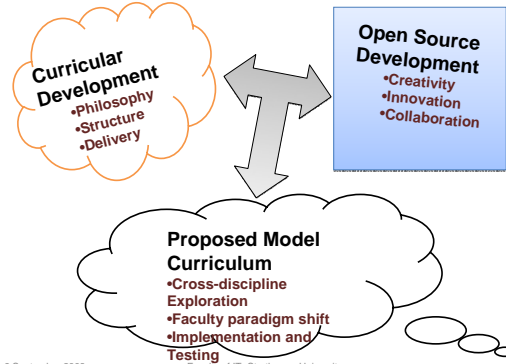 Curricular
Development
•Philosophy
•Structure
•Delivery
Open Source
Development
•Creativity
•Innovation
•Collaboration
Proposed Model
Curriculum
•Cross-discipline
Exploration
•Faculty paradigm shift
•Implementation and
Testing